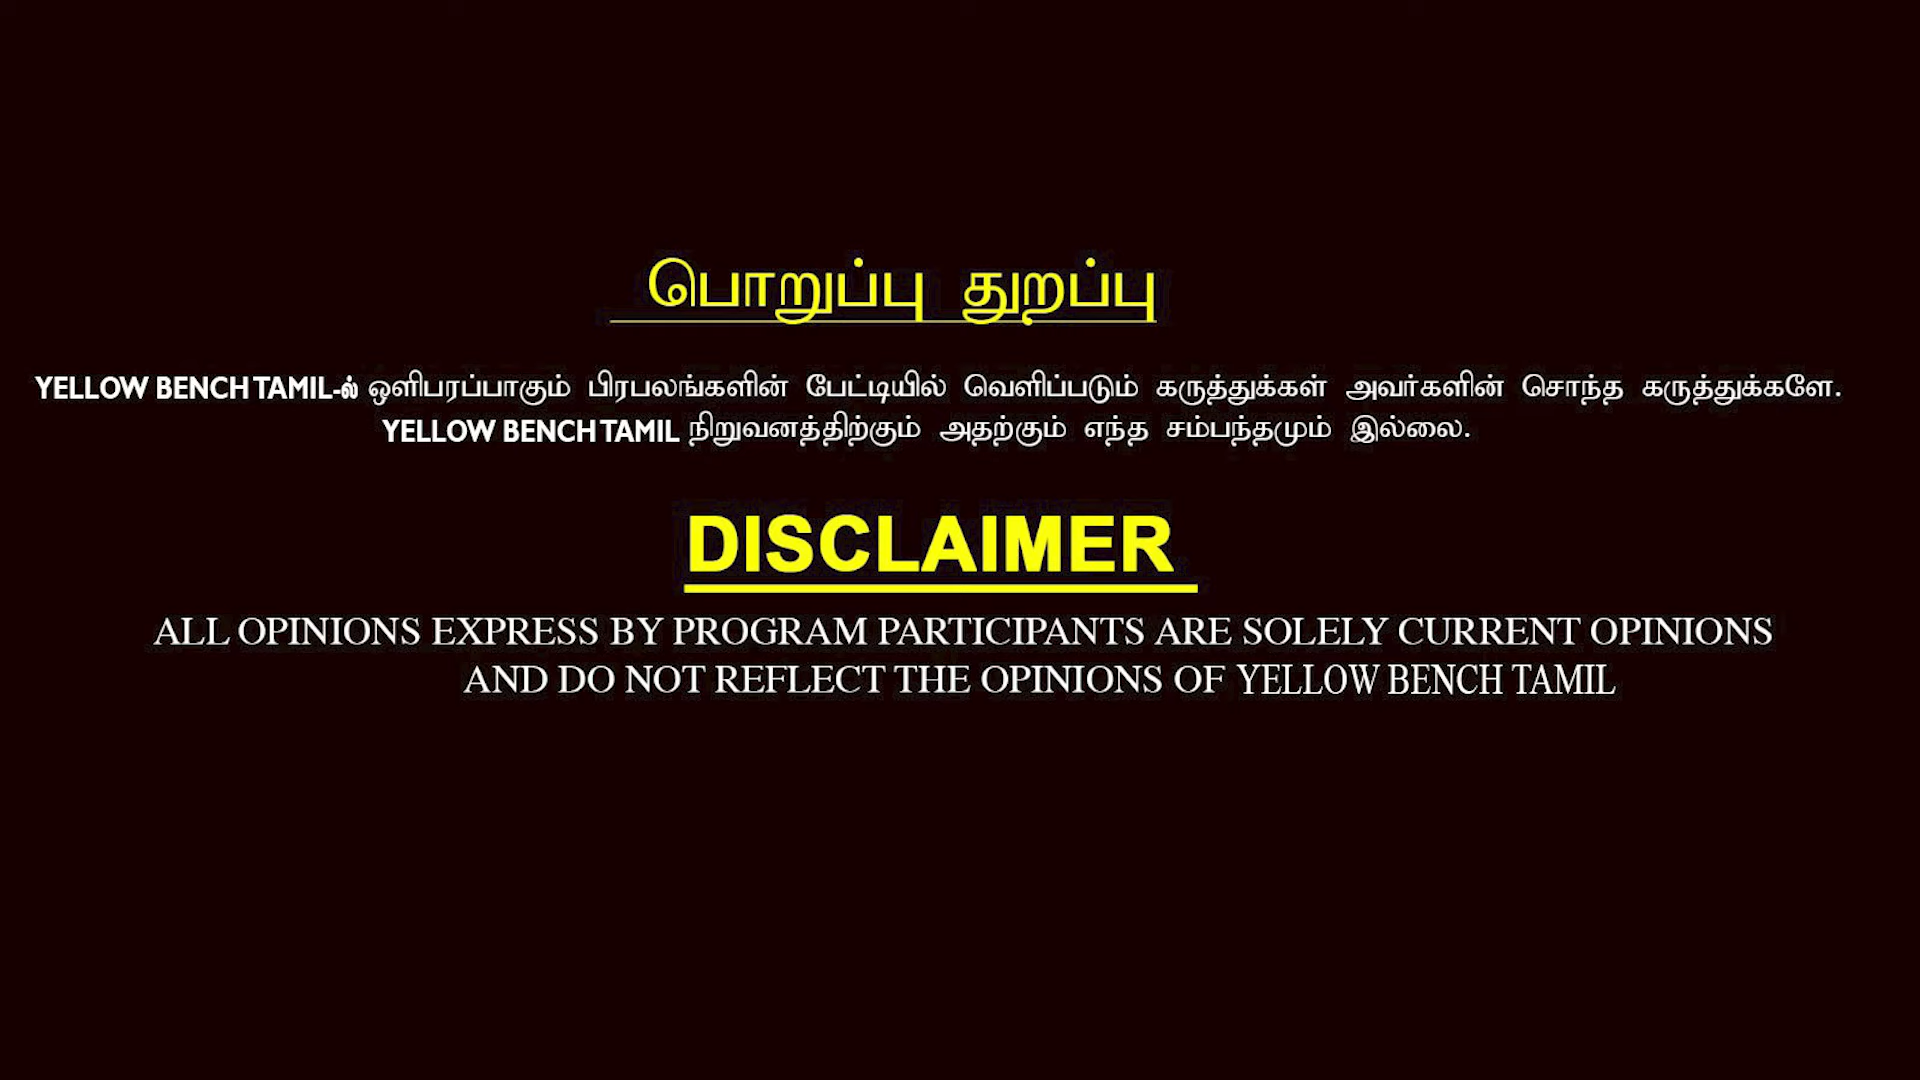 பொறுப்பு துறப்பு
YELLOW BENCH TAMIL-ல் ஒளிபரப்பாகும் பிரபலங்களின் பேட்டியில் வெளிப்படும் கருத்துக்கள் அவர்களின் சொந்த கருத்துக்களே.
YELLOW BENCH TAMIL நிறுவனத்திற்கும் அதற்கும் எந்த சம்பந்தமும் இல்லை.
DISCLAIMER
ALL OPINIONS EXPRESS BY PROGRAM PARTICIPANTS ARE SOLELY CURRENT OPINIONS
AND DO NOT REFLECT THE OPINIONS OF YELLOW BENCH TAMIL